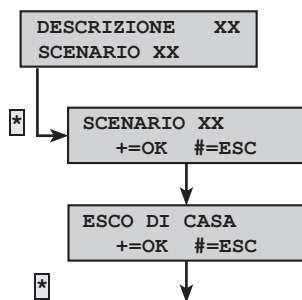 DESCRIZIONE XX
SCENARIO XX
*
SCENARIO XX
+=OK #=ESC
ESCO DI CASA
+=OK #=ESC
*